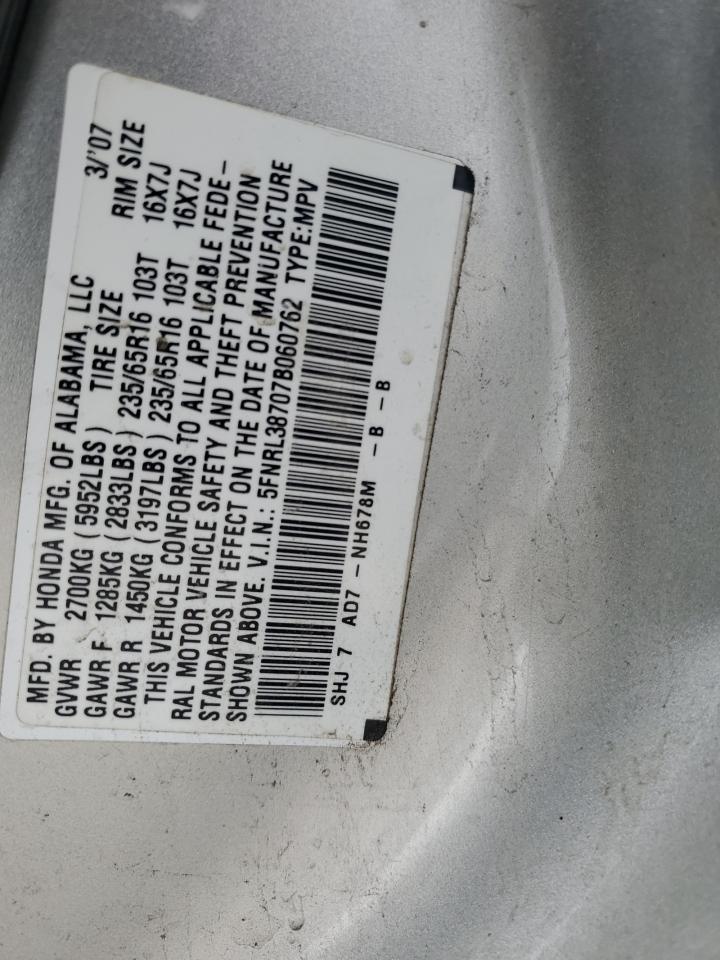 MFD. BY HONDA MFG. OF ALABAMA, LLC 3/'07
GVWR 2700KG (5952LBS) TIRE SIZE RIM SIZE
GAWR F 1285KG (2833LBS) 235/65R16 103T 16X7J
GAWR R 1450KG (3197LBS) 235/65R16 103T 16X7J
THIS VEHICLE CONFORMS TO ALL APPLICABLE FEDE-
RAL MOTOR VEHICLE SAFETY AND THEFT PREVENTION
STANDARDS IN EFFECT ON THE DATE OF MANUFACTURE
SHOWN ABOVE. V.I.N.: 5FNRL38707B060762 TYPE:MPV
SHJ 7 AD7 -NH678M -B -B